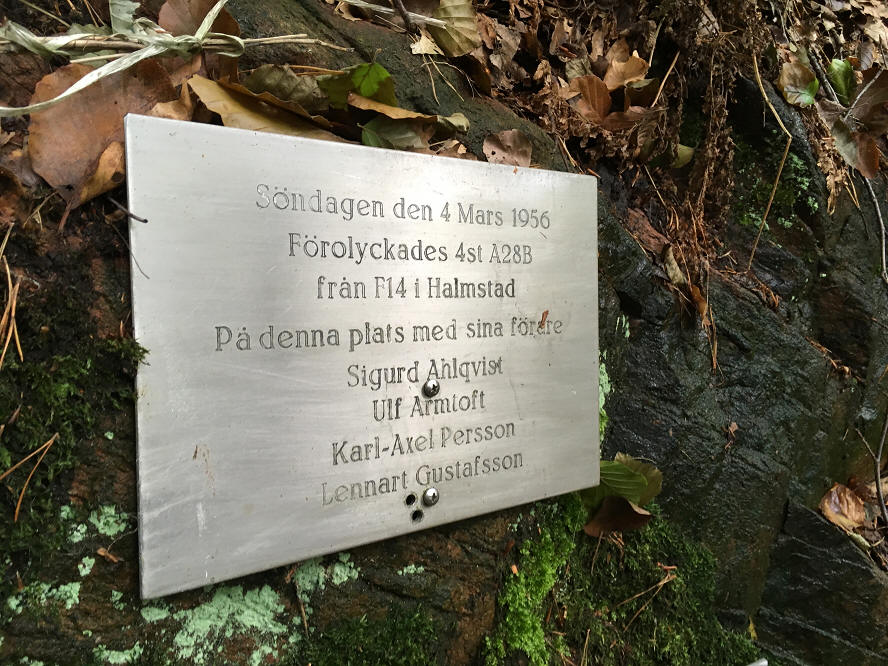 Söndagen den 4 Mars 1956
Förolyckades 4st A28B
från F14 i Halmstad
På denna plats med sina förare
Sigurd Ahlqvist
Ulf Armtoft
Karl-Axel Persson
Lennart Gustafsson